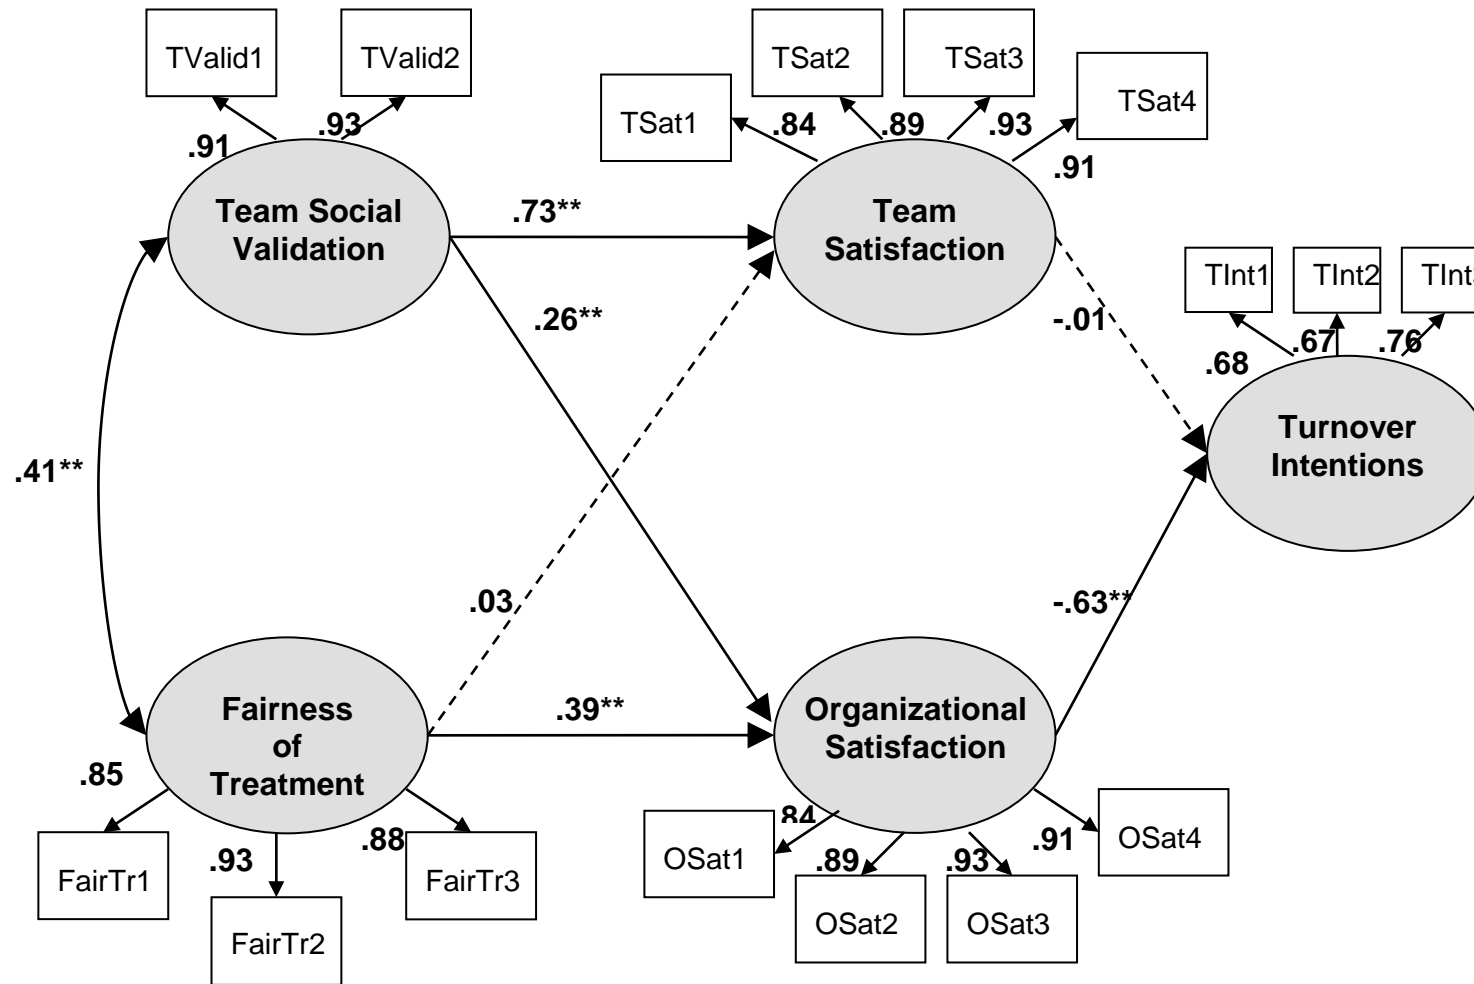 TValid1
TValid2
TSat1
TSat2
TSat3
TSat4
.91
.93
.84
.89
.93
.91
Team Social
Validation
.73**
Team
Satisfaction
.26**
-.01
TInt1
TInt2
TInt
.68
.67
.76
Turnover
Intentions
.41**
.03
-.63**
Fairness
of
Treatment
.39**
Organizational
Satisfaction
.85
.93
.88
FairTr1
FairTr2
FairTr3
.84
.89
.93
.91
OSat1
OSat2
OSat3
OSat4